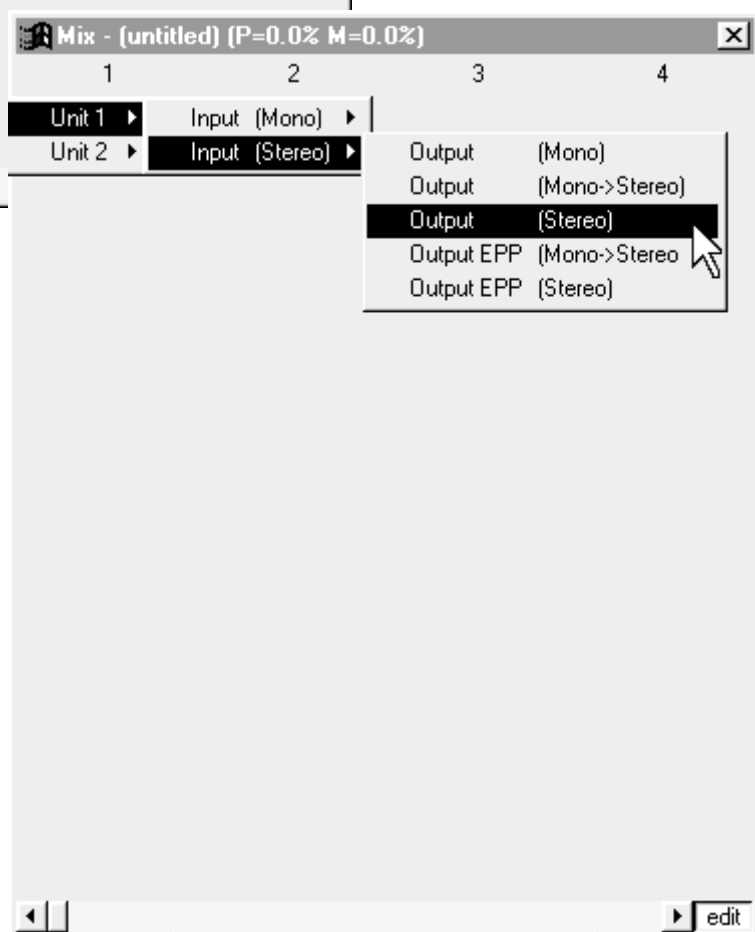 Mix - (untitled) (P=0.0% M=0.0%)
1 2 3 4
Unit 1 Input (Mono)
Unit 2 Input (Stereo) Output (Mono)
Output (Mono->Stereo)
Output (Stereo)
Output EPP (Mono->Stereo
Output EPP (Stereo)
edit